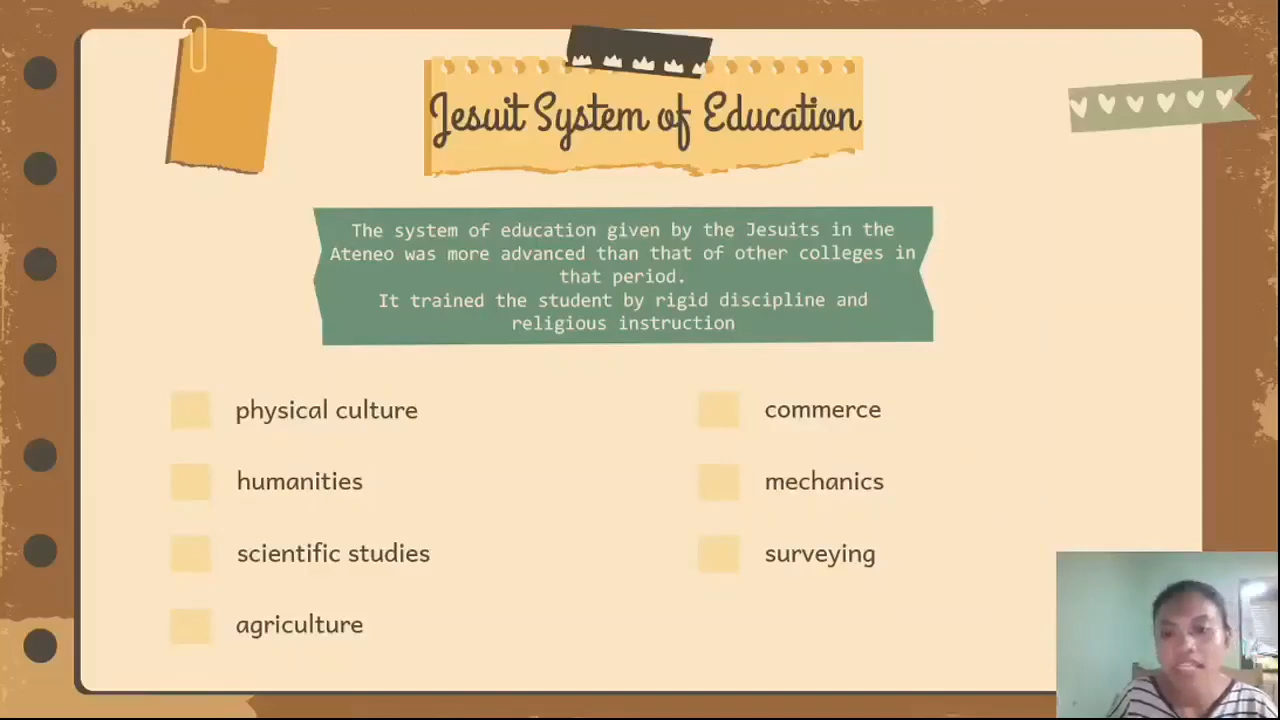 Jesuit System of Education
The system of education given by the Jesuits in the
Ateneo was more advanced than that of other colleges in
that period.
It trained the student by rigid discipline and
religious instruction
physical culture
humanities
scientific studies
agriculture
commerce
mechanics
surveying